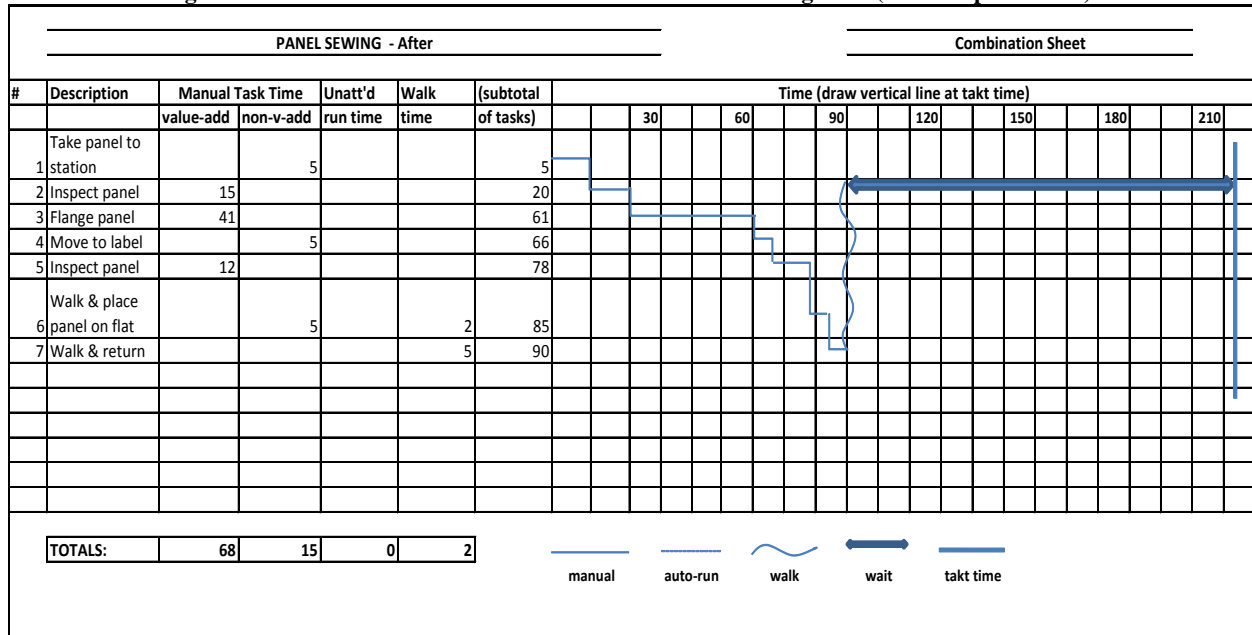 PANEL SEWING - After Combination Sheet
# Description Manual Task Time Unatt'd Walk (subtotal Time (draw vertical line at takt time)
value-add non-v-add run time time of tasks) 30 60 90 120 150 180 210
Take panel to
1 station 5 5
2 Inspect panel 15 20
3 Flange panel 41 61
4 Move to label 5 66
5 Inspect panel 12 78
Walk & place
6 panel on flat 5 2 85
7 Walk & return 5 90
TOTALS: 68 15 0 2
manual auto-run walk wait takt time